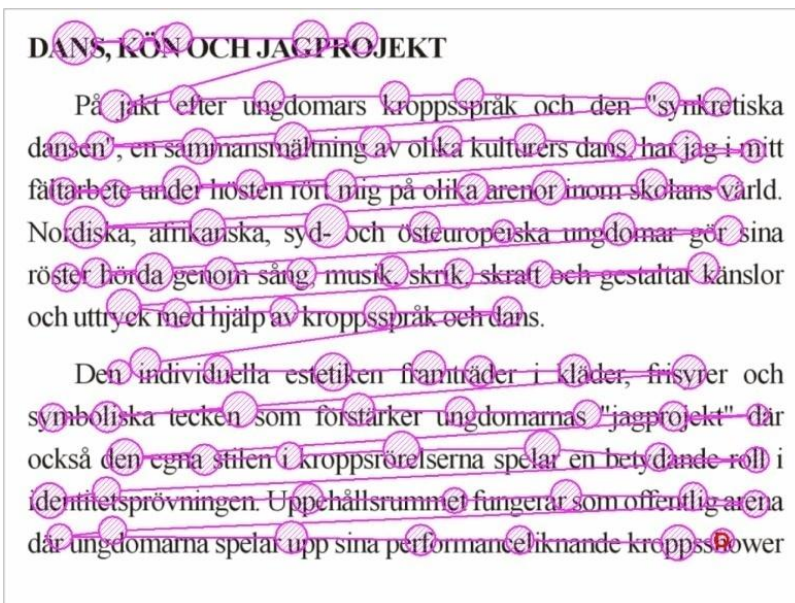 DANS, KÖN OCH JAGPROJEKT
På jakt efter ungdomars kroppsspråk och den "synkretiska
dansen", en sammansmältning av olika kulturers dans, har jag i mitt
fältarbete under hösten rört mig på olika arenor inom skolans värld.
Nordiska, afrikanska, syd- och östeuropeiska ungdomar gör sina
röster hörda genom sång, musik, skrik, skratt och gestaltar känslor
och uttryck med hjälp av kroppsspråk och dans.
Den individuella estetiken framträder i kläder, frisyrer och
symboliska tecken som förstärker ungdomarnas "jagprojekt" där
också den egna stilen i kroppsrörelserna spelar en betydande roll i
identitetsprövningen. Uppehållsrummet fungerar som offentlig arena
där ungdomarna spelar upp sina performanceliknande kroppsshower